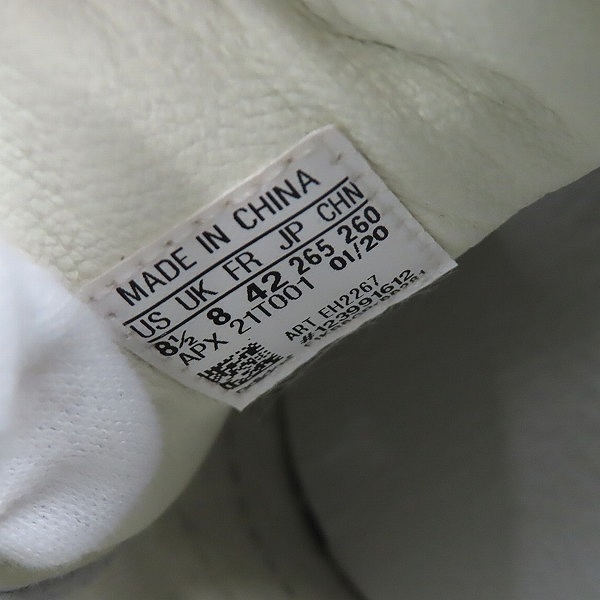 MADE IN CHINA
US UK FR JP CHN
8½ 8 42 265 260
APX 21T001 01/20
ART EH2267
#123991612